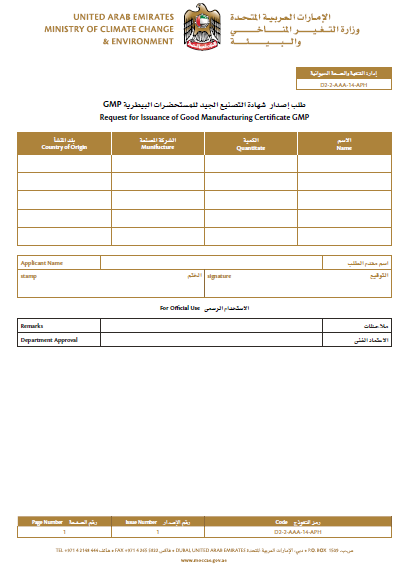 UNITED ARAB EMIRATES
MINISTRY OF CLIMATE CHANGE
& ENVIRONMENT
الإمارات العربية المتحدة
وزارة التغير المناخي
والبيئة
إدارة التنمية والصحة الحيوانية
D2-2-AAA-14-APH
طلب إصدار شهادة التصنيع الجيد للمستحضرات البيطرية GMP
Request for Issuance of Good Manufacturing Certificate GMP
بلد المنشأ الشركة المصنعة الكمية الاسم
Country of Origin Muntfucture Quantitate Name
Applicant Name اسم مقدم الطلب
stamp الختم signature التوقيع
For Official Use الاستخدام الرسمي
Remarks ملاحظات
Department Approval الاعتماد الفني
Page Number رقم الصفحة Issue Number رقم الإصدار Code رمز النموذج
1 1 D2-2-AAA-14-APH
TEL +971 4 2148 444 هاتف FAX +971 4 265 5822 فاكس DUBAI, UNITED ARAB EMIRATES دبي - الإمارات العربية المتحدة P.O. BOX 1509 ص.ب
www.moccae.gov.ae